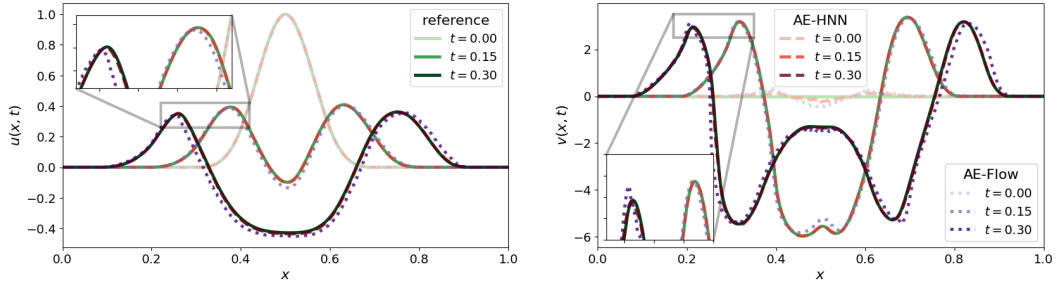 reference
t = 0.00
t = 0.15
t = 0.30
1.0
0.8
0.6
0.4
0.2
0.0
−0.2
−0.4
u(x, t)
0.0 0.2 0.4 0.6 0.8 1.0
x
AE-HNN
t = 0.00
t = 0.15
t = 0.30
AE-Flow
t = 0.00
t = 0.15
t = 0.30
2
0
−2
−4
−6
v(x, t)
0.0 0.2 0.4 0.6 0.8 1.0
x